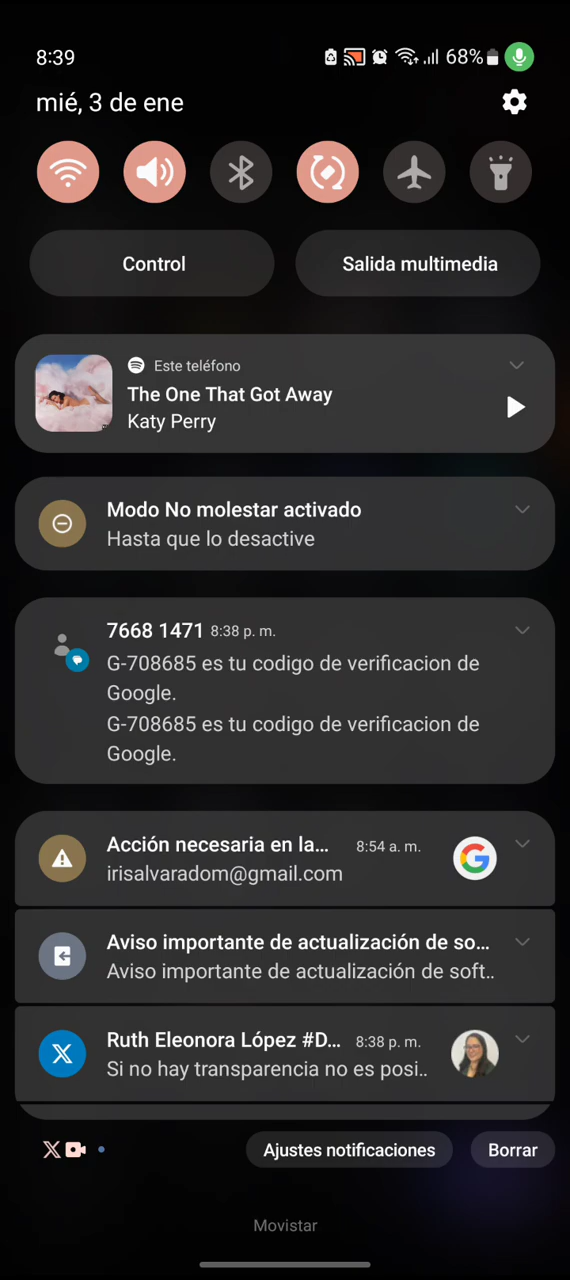 8:39
68%
mié, 3 de ene
Control
Salida multimedia
Este teléfono
The One That Got Away
Katy Perry
Modo No molestar activado
Hasta que lo desactive
7668 1471 8:38 p. m.
G-708685 es tu codigo de verificacion de
Google.
G-708685 es tu codigo de verificacion de
Google.
Acción necesaria en la... 8:54 a. m.
irisalvaradom@gmail.com
Aviso importante de actualización de so...
Aviso importante de actualización de soft..
Ruth Eleonora López #D... 8:38 p. m.
Si no hay transparencia no es posi..
Ajustes notificaciones
Borrar
Movistar